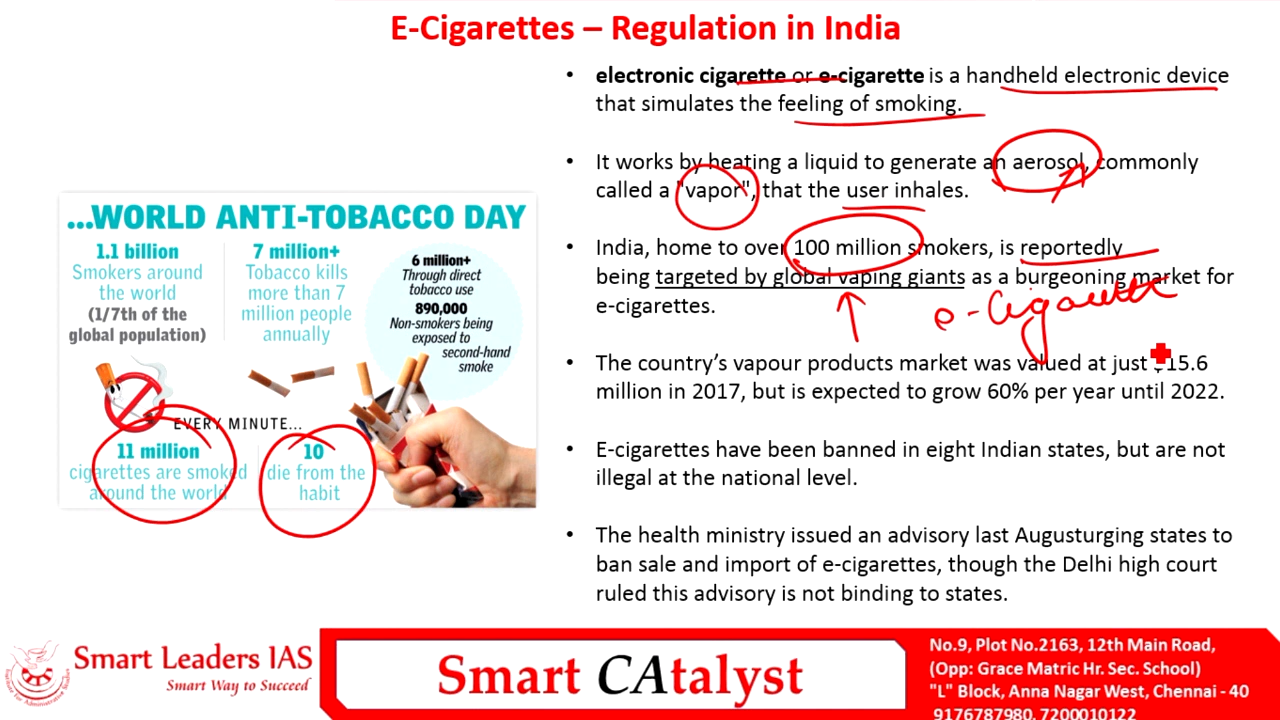 E-Cigarettes – Regulation in India
• electronic cigarette or e-cigarette is a handheld electronic device
that simulates the feeling of smoking.
• It works by heating a liquid to generate an aerosol, commonly
called a "vapor", that the user inhales.
• India, home to over 100 million smokers, is reportedly
being targeted by global vaping giants as a burgeoning market for
e-cigarettes.
e-Cigarette
• The country's vapour products market was valued at just $15.6
million in 2017, but is expected to grow 60% per year until 2022.
• E-cigarettes have been banned in eight Indian states, but are not
illegal at the national level.
• The health ministry issued an advisory last Augusturging states to
ban sale and import of e-cigarettes, though the Delhi high court
ruled this advisory is not binding to states.
...WORLD ANTI-TOBACCO DAY
1.1 billion
Smokers around
the world
(1/7th of the
global population)
7 million+
Tobacco kills
more than 7
million people
annually
6 million+
Through direct
tobacco use
890,000
Non-smokers being
exposed to
second-hand
smoke
EVERY MINUTE...
11 million
cigarettes are smoked
around the world
10
die from the
habit
Smart Leaders IAS
Smart Way to Succeed
Smart CAtalyst
No.9, Plot No.2163, 12th Main Road,
(Opp: Grace Matric Hr. Sec. School)
"L" Block, Anna Nagar West, Chennai - 40
9176787980, 7200010122